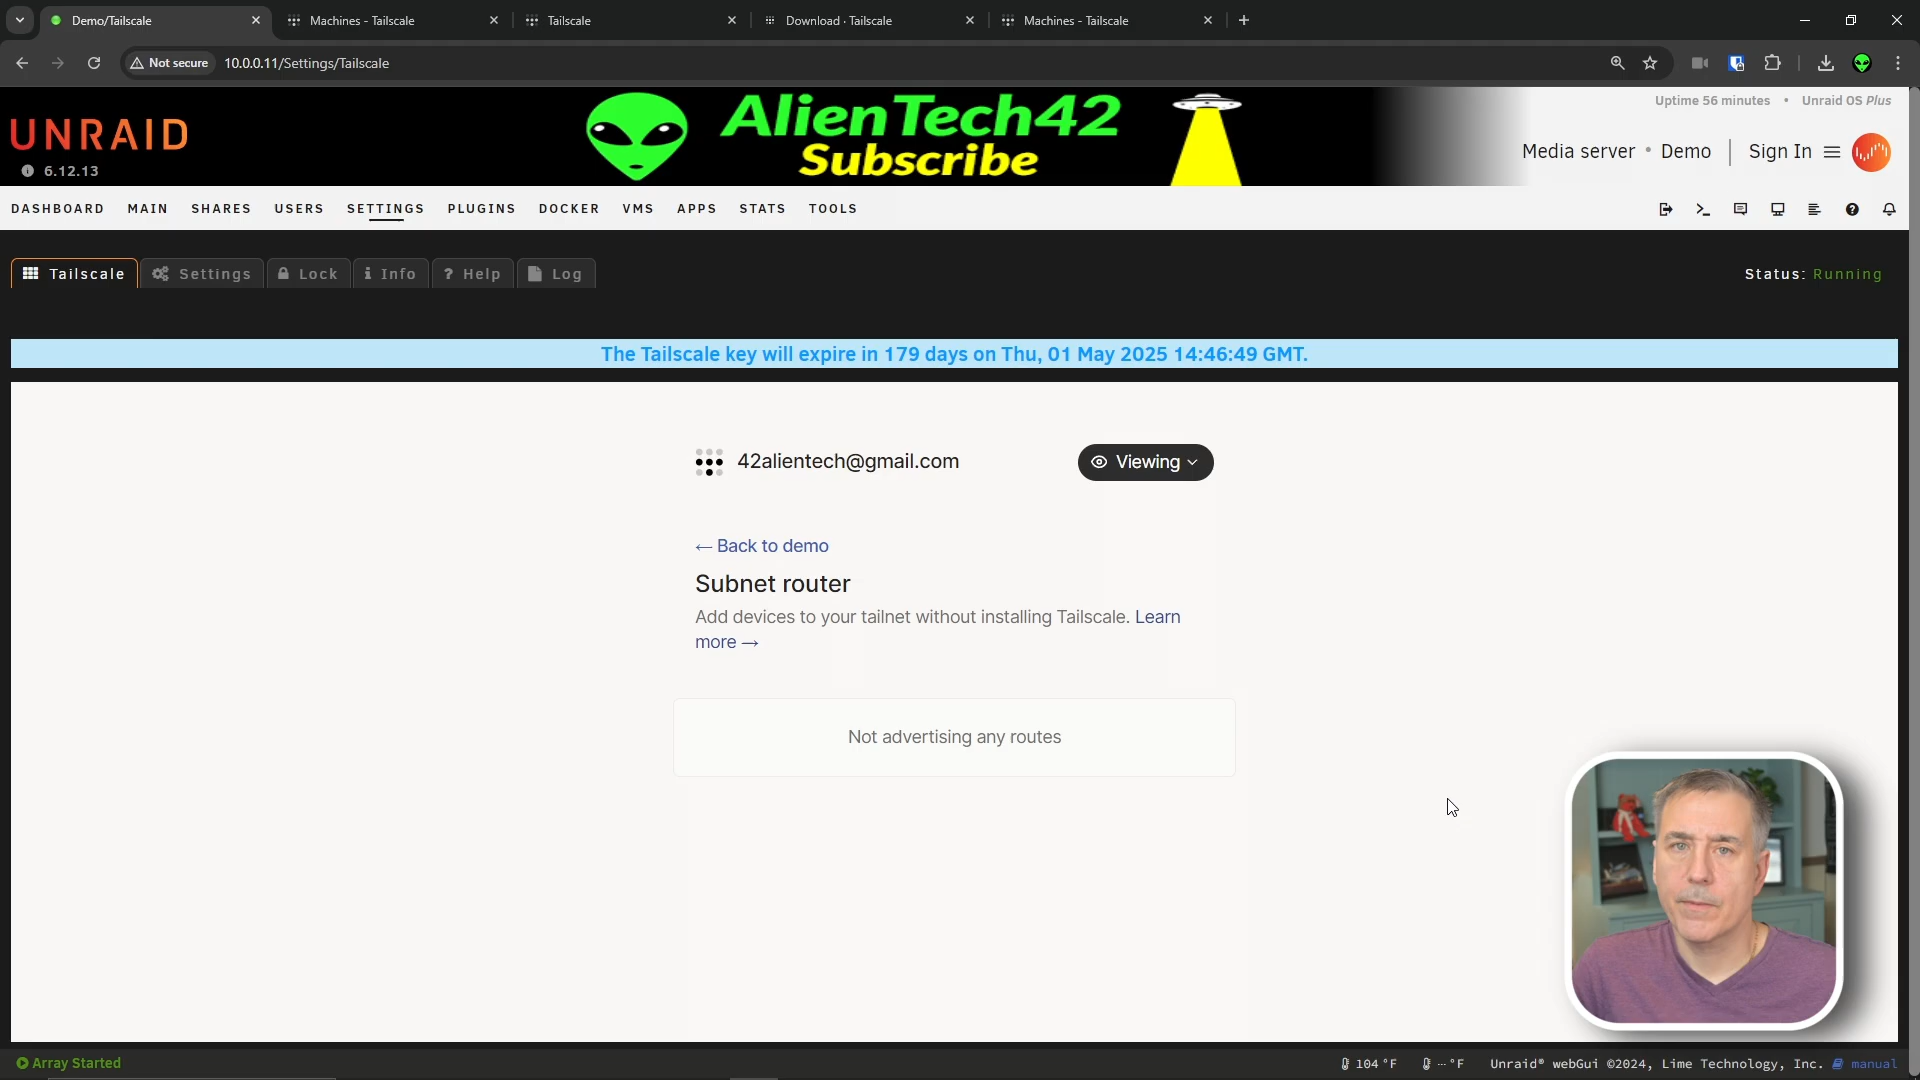 Demo/Tailscale
Machines - Tailscale
Tailscale
Download · Tailscale
Machines - Tailscale
Not secure
10.0.0.11/Settings/Tailscale
UNRAID
6.12.13
AlienTech42
Subscribe
Uptime 56 minutes • Unraid OS Plus
Media server • Demo
Sign In
DASHBOARD MAIN SHARES USERS SETTINGS PLUGINS DOCKER VMS APPS STATS TOOLS
Tailscale
Settings
Lock
Info
Help
Log
Status: Running
The Tailscale key will expire in 179 days on Thu, 01 May 2025 14:46:49 GMT.
42alientech@gmail.com
Viewing
← Back to demo
Subnet router
Add devices to your tailnet without installing Tailscale. Learn
more →
Not advertising any routes
Array Started
104 °F
-- °F
Unraid® webGui ©2024, Lime Technology, Inc.
manual